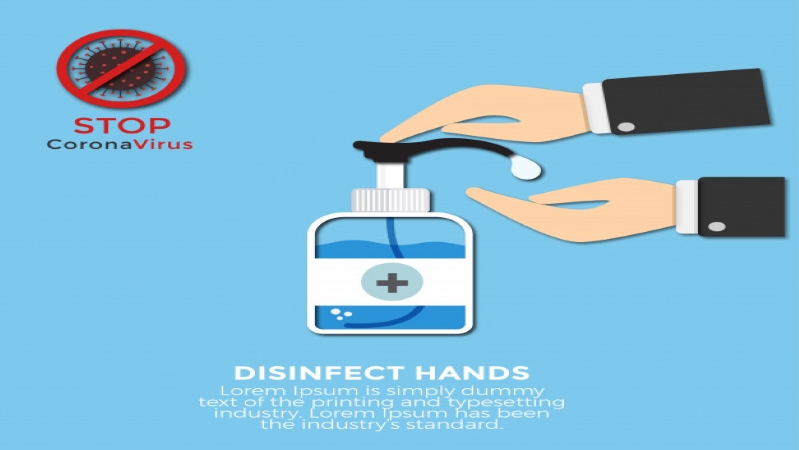 STOP
CoronaVirus
DISINFECT HANDS
Lorem Ipsum is simply dummy
text of the printing and typesetting
industry. Lorem Ipsum has been
the industry's standard.